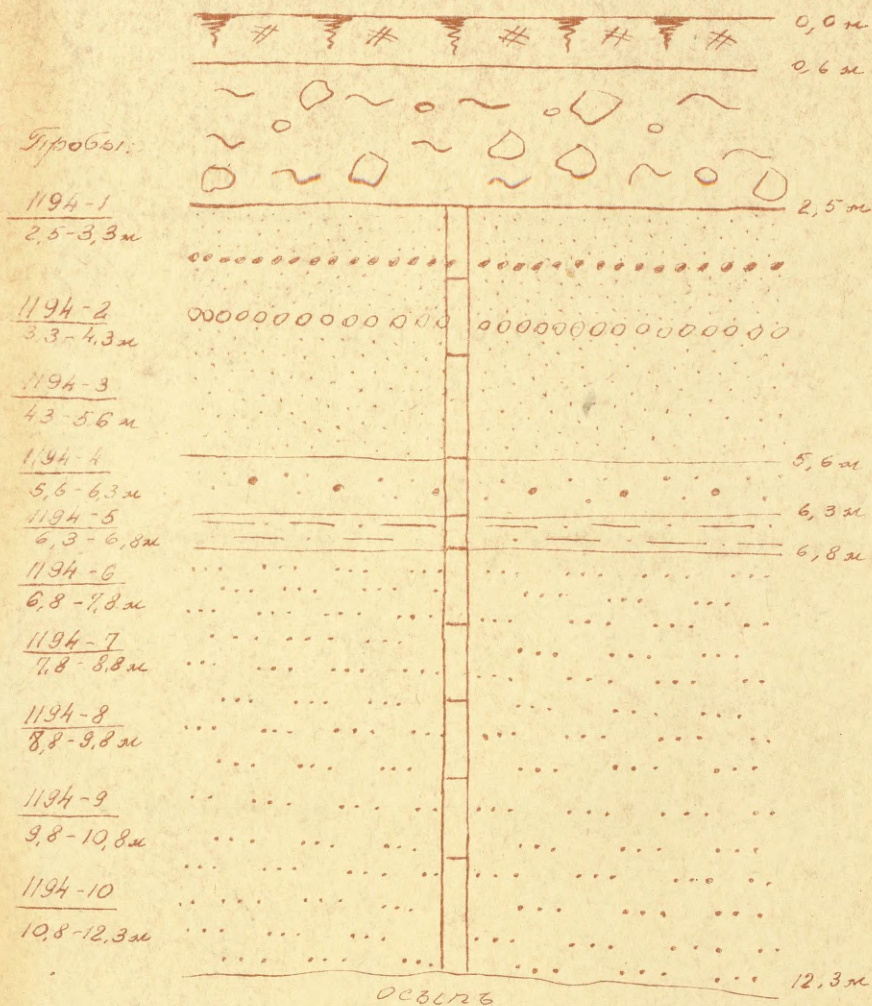 0,0 м
0,6 м
Пробы:
1194-1
2,5-3,3 м
2,5 м
1194-2
3,3-4,3 м
1194-3
4,3-5,6 м
1194-4
5,6-6,3 м
5,6 м
1194-5
6,3-6,8 м
6,3 м
6,8 м
1194-6
6,8-7,8 м
1194-7
7,8-8,8 м
1194-8
8,8-9,8 м
1194-9
9,8-10,8 м
1194-10
10,8-12,3 м
12,3 м
осыпь